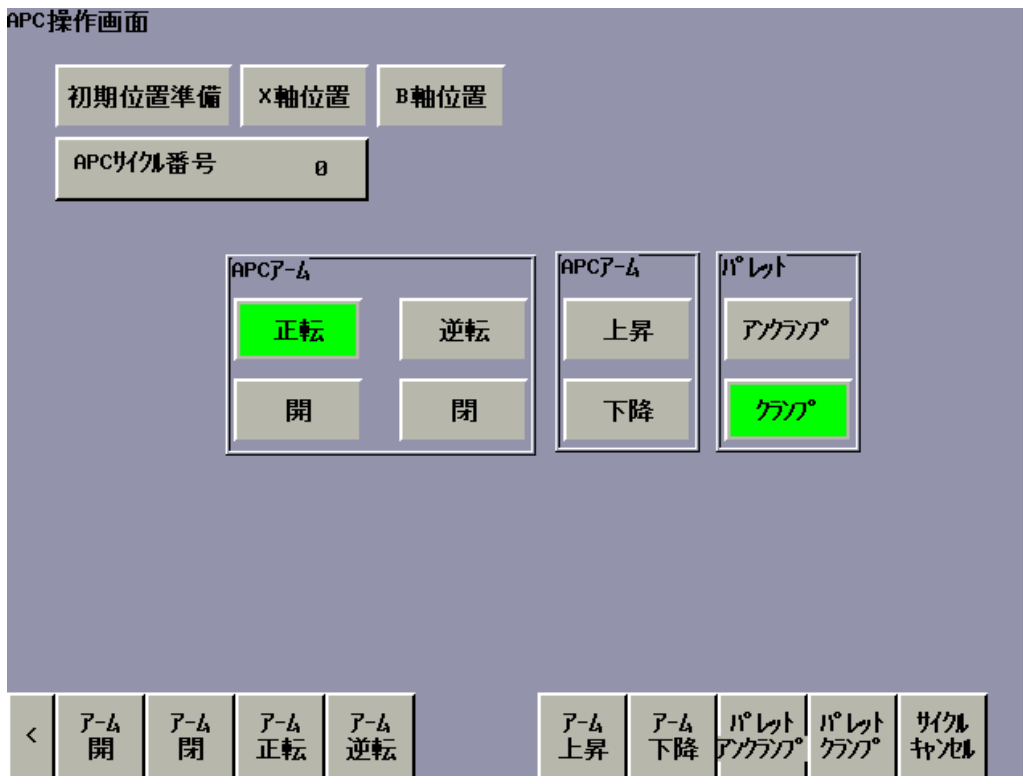 APC操作画面
初期位置準備 X軸位置 B軸位置
APCｻｲｸﾙ番号 0
APCｱｰﾑ APCｱｰﾑ ﾊﾟﾚｯﾄ
正転 逆転 上昇 ｱﾝｸﾗﾝﾌﾟ
開 閉 下降 ｸﾗﾝﾌﾟ
< ｱｰﾑ ｱｰﾑ ｱｰﾑ ｱｰﾑ ｱｰﾑ ｱｰﾑ ﾊﾟﾚｯﾄ ﾊﾟﾚｯﾄ ｻｲｸﾙ
開 閉 正転 逆転 上昇 下降 ｱﾝｸﾗﾝﾌﾟ ｸﾗﾝﾌﾟ ｷｬﾝｾﾙ